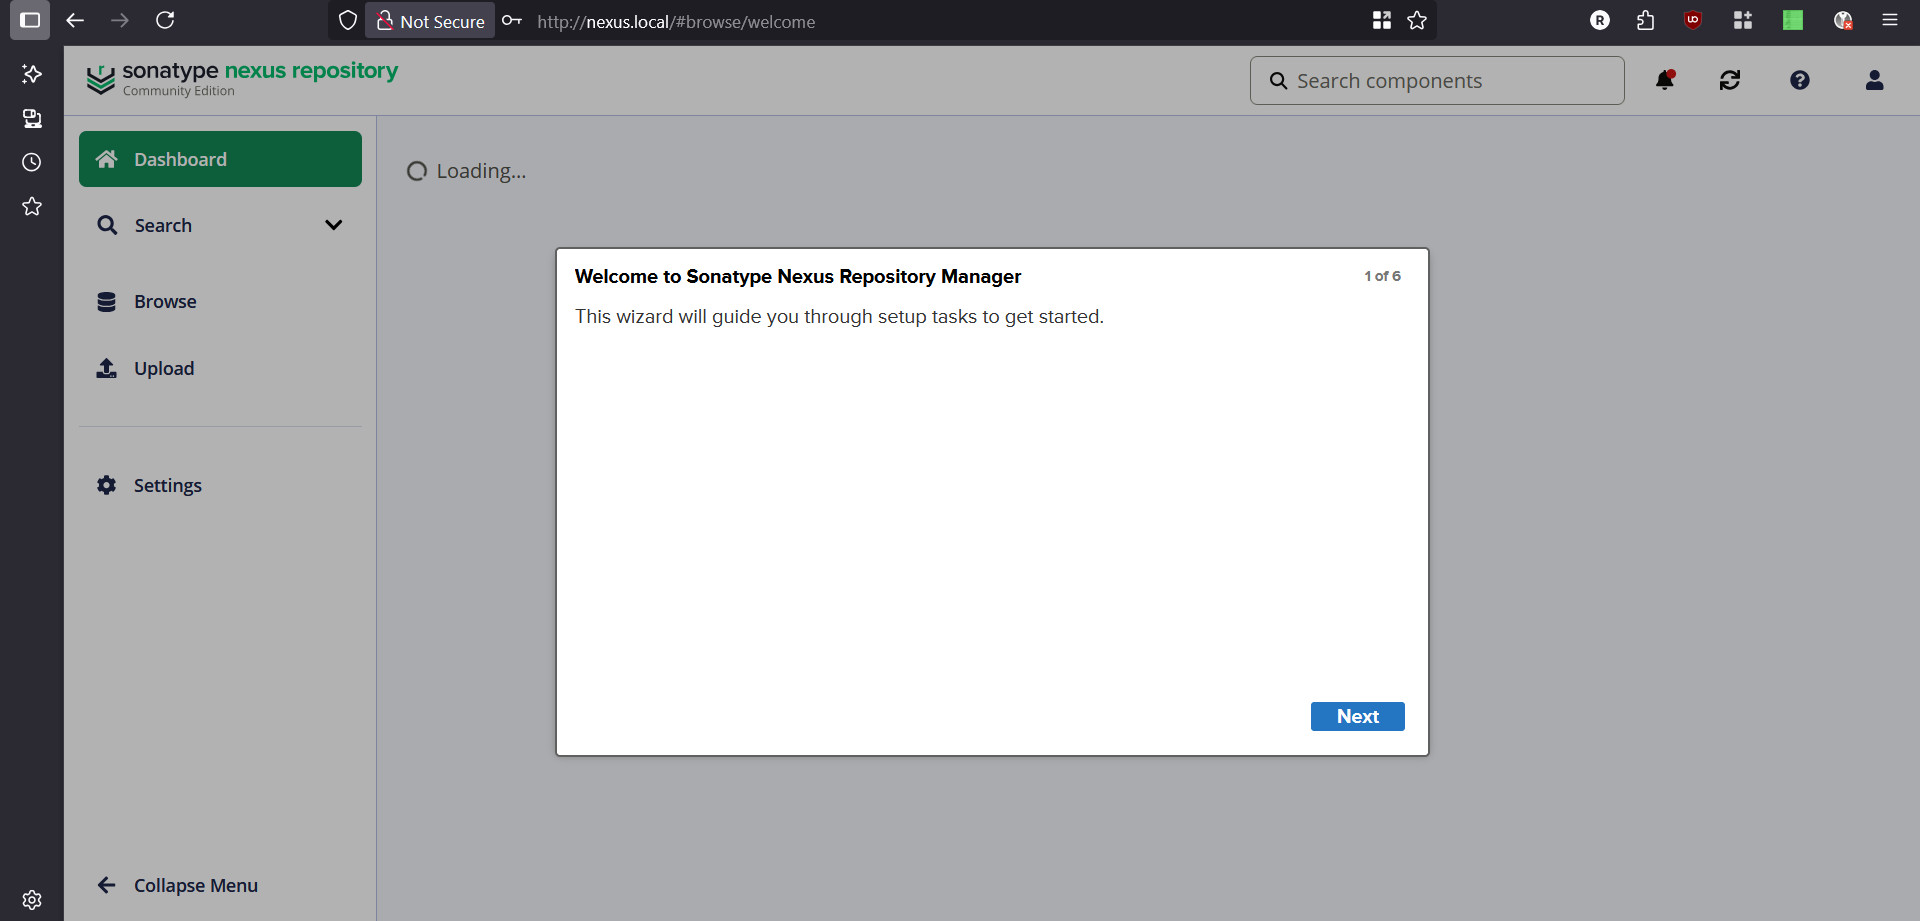 Not Secure
http://nexus.local/#browse/welcome
R
sonatype nexus repository
Community Edition
Search components
Dashboard
Search
Browse
Upload
Settings
Collapse Menu
Loading...
Welcome to Sonatype Nexus Repository Manager
1 of 6
This wizard will guide you through setup tasks to get started.
Next